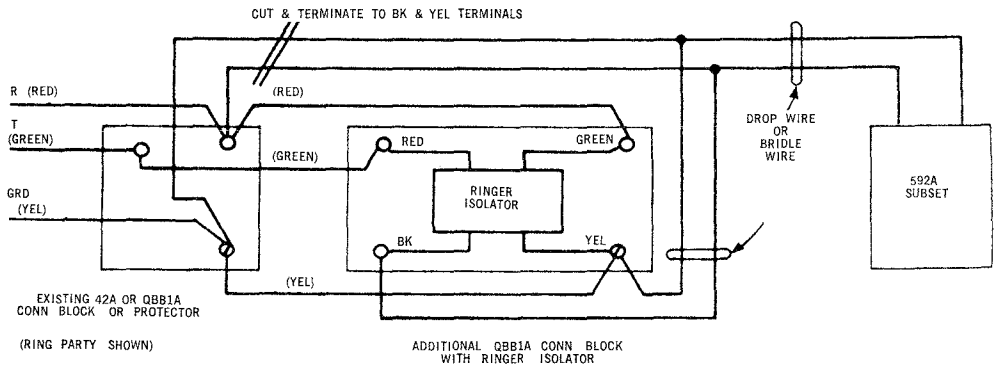 CUT & TERMINATE TO BK & YEL TERMINALS
R (RED)
(RED)
T
(GREEN)
DROP WIRE
OR
BRIDLE
WIRE
(GREEN)
RED
GREEN
RINGER
ISOLATOR
592A
SUBSET
GRD
(YEL)
BK
YEL
(YEL)
EXISTING 42A OR QBB1A
CONN BLOCK OR PROTECTOR
(RING PARTY SHOWN)
ADDITIONAL QBB1A CONN BLOCK
WITH RINGER ISOLATOR